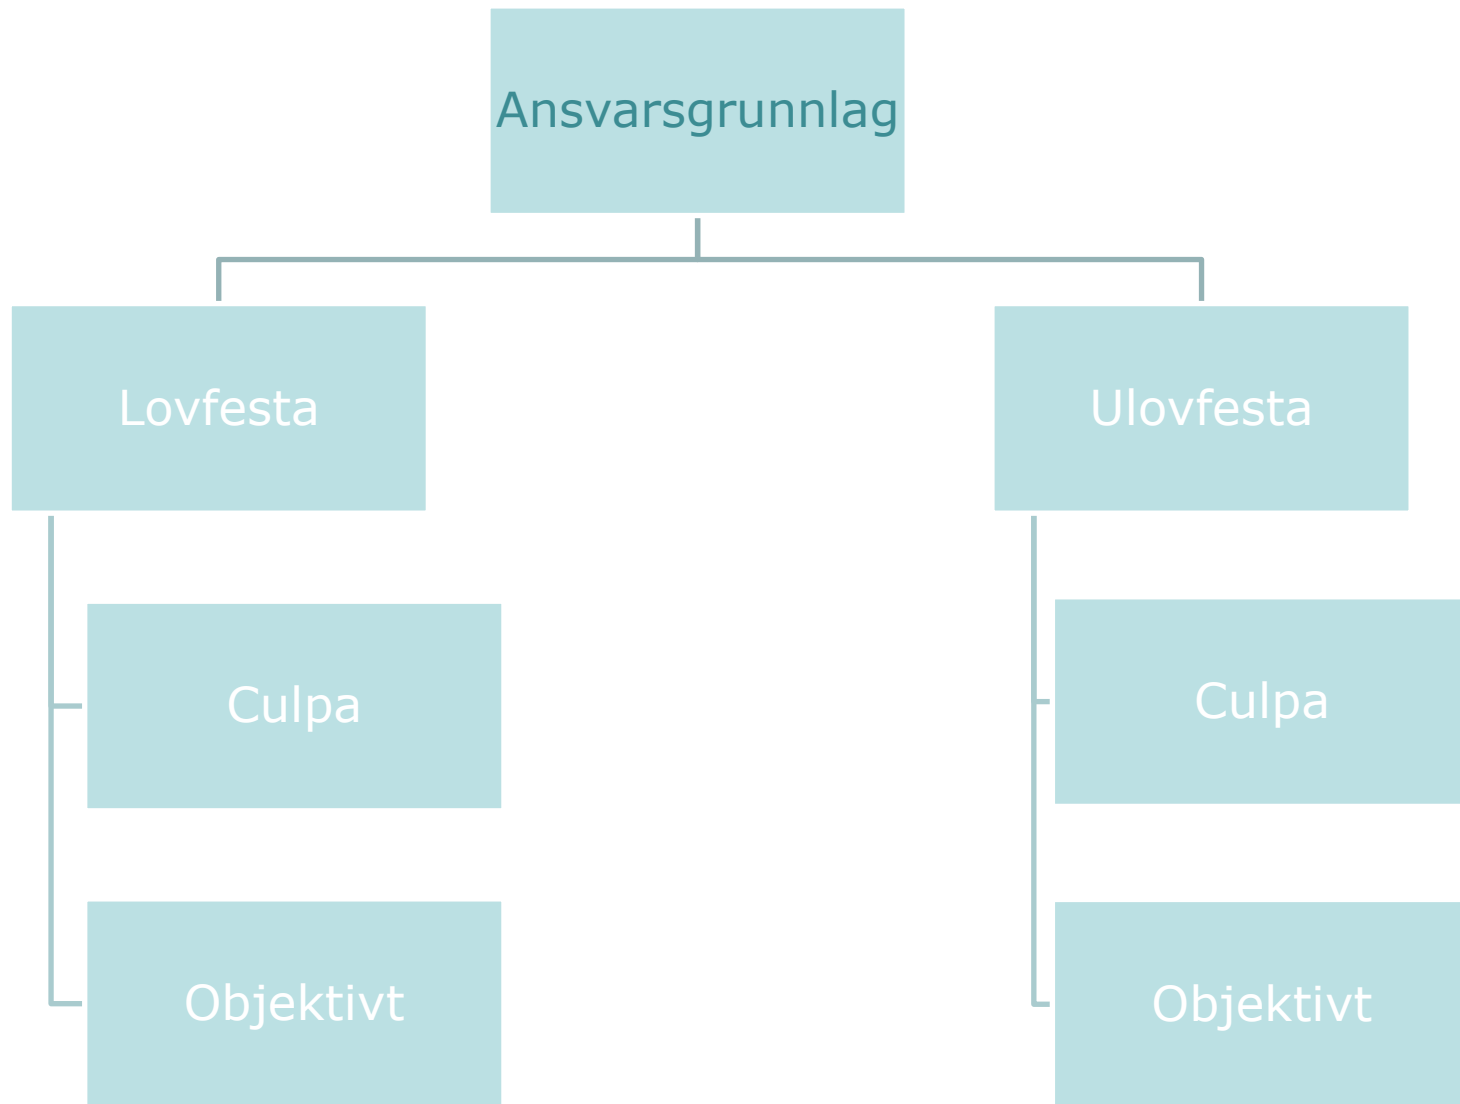 Ansvarsgrunnlag
Lovfesta
Ulovfesta
Culpa
Culpa
Objektivt
Objektivt